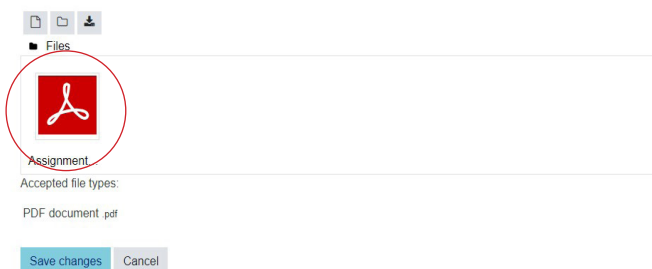 Files
Assignment...
Accepted file types:
PDF document .pdf
Save changes Cancel